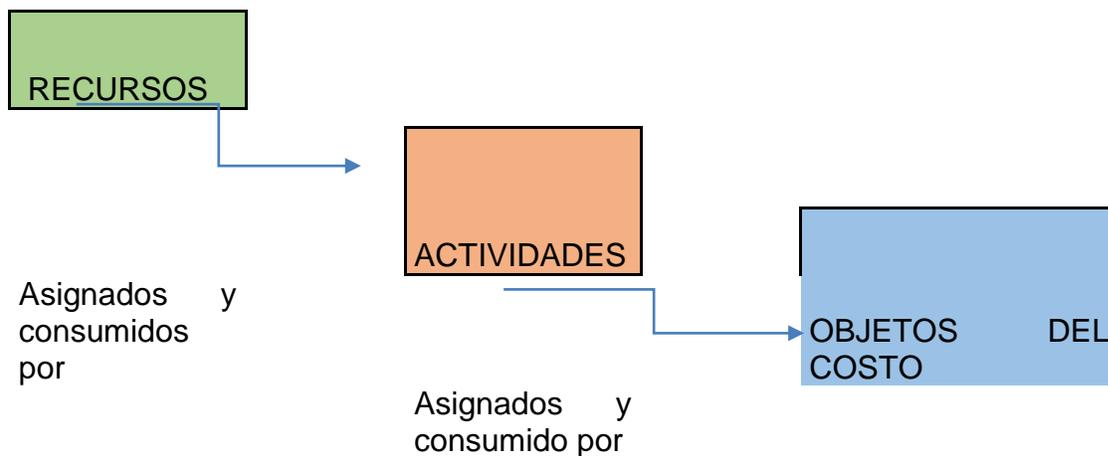 RECURSOS
Asignados y
consumidos
por
ACTIVIDADES
Asignados y
consumido por
OBJETOS DEL
COSTO